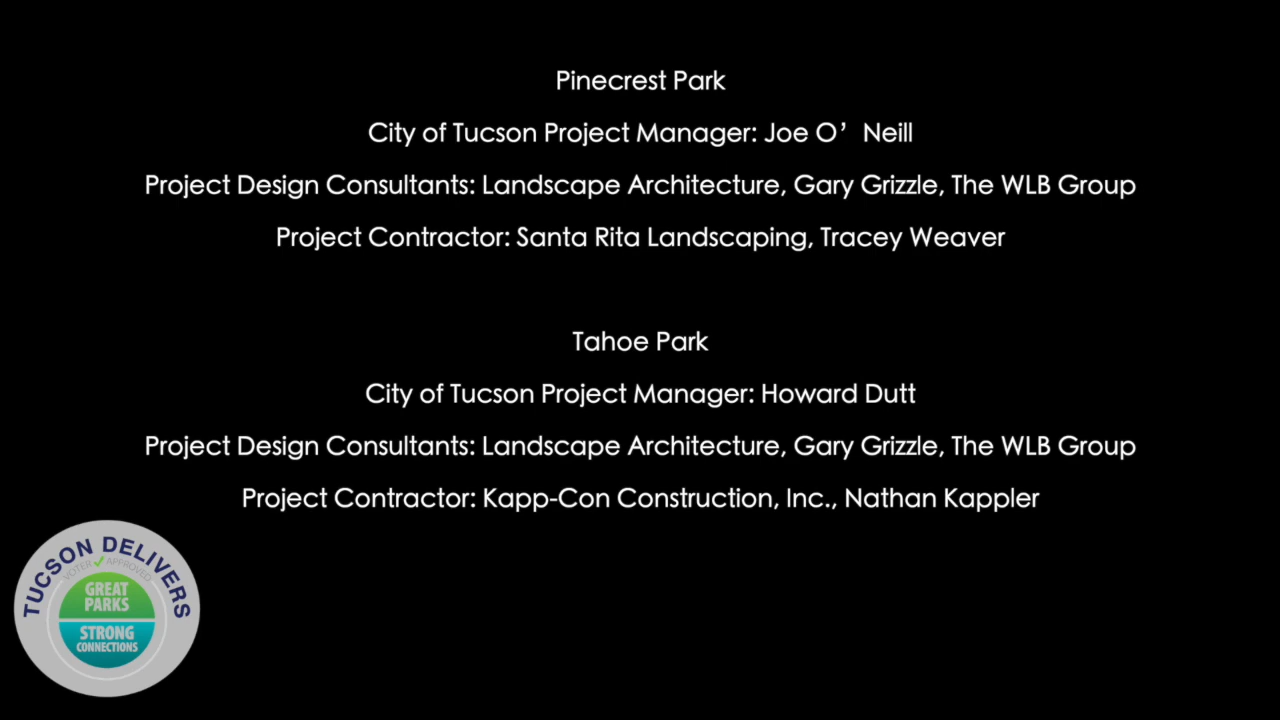 Pinecrest Park
City of Tucson Project Manager: Joe O’ Neill
Project Design Consultants: Landscape Architecture, Gary Grizzle, The WLB Group
Project Contractor: Santa Rita Landscaping, Tracey Weaver
Tahoe Park
City of Tucson Project Manager: Howard Dutt
Project Design Consultants: Landscape Architecture, Gary Grizzle, The WLB Group
Project Contractor: Kapp-Con Construction, Inc., Nathan Kappler
TUCSON DELIVERS
VOTER APPROVED
GREAT
PARKS
STRONG
CONNECTIONS